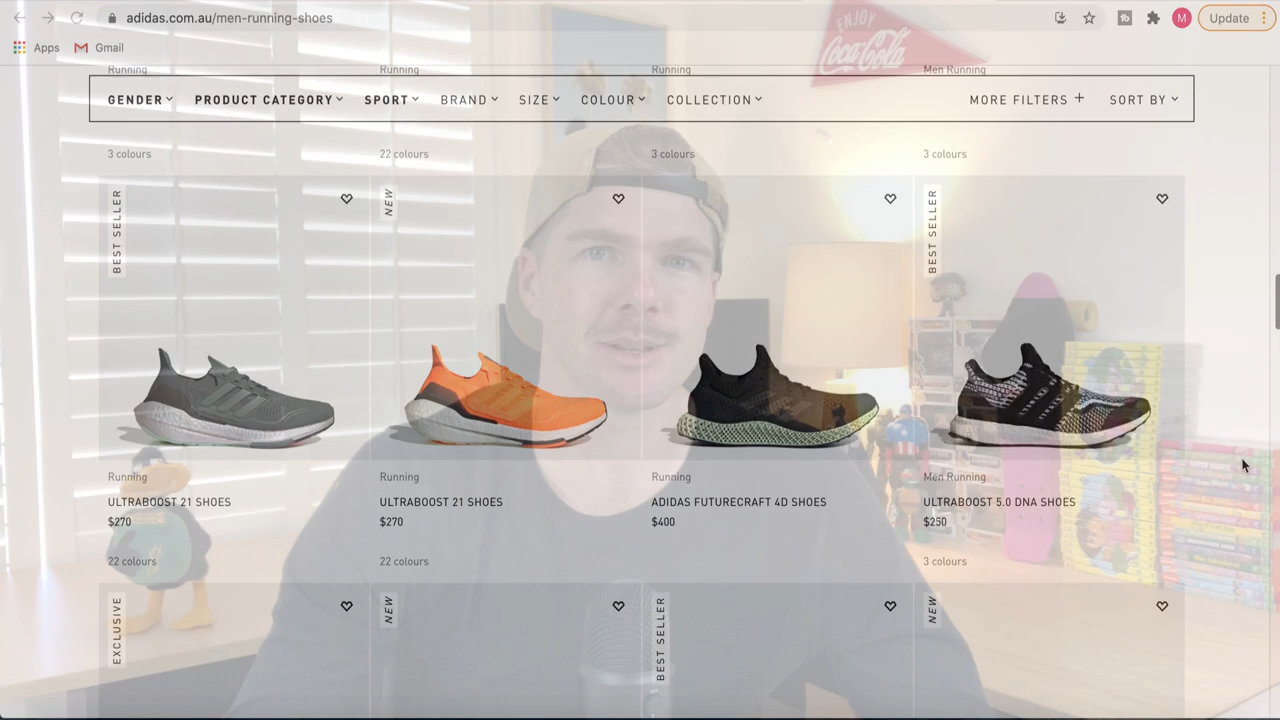 adidas.com.au/men-running-shoes
M
Update
Apps
Gmail
ENJOY
Coca-Cola
Running
Running
Running
Men Running
GENDER
PRODUCT CATEGORY
SPORT
BRAND
SIZE
COLOUR
COLLECTION
MORE FILTERS +
SORT BY
3 colours
22 colours
3 colours
3 colours
BEST SELLER
NEW
BEST SELLER
Running
Running
Running
Men Running
ULTRABOOST 21 SHOES
ULTRABOOST 21 SHOES
ADIDAS FUTURECRAFT 4D SHOES
ULTRABOOST 5.0 DNA SHOES
$270
$270
$400
$250
22 colours
22 colours
3 colours
EXCLUSIVE
NEW
BEST SELLER
NEW